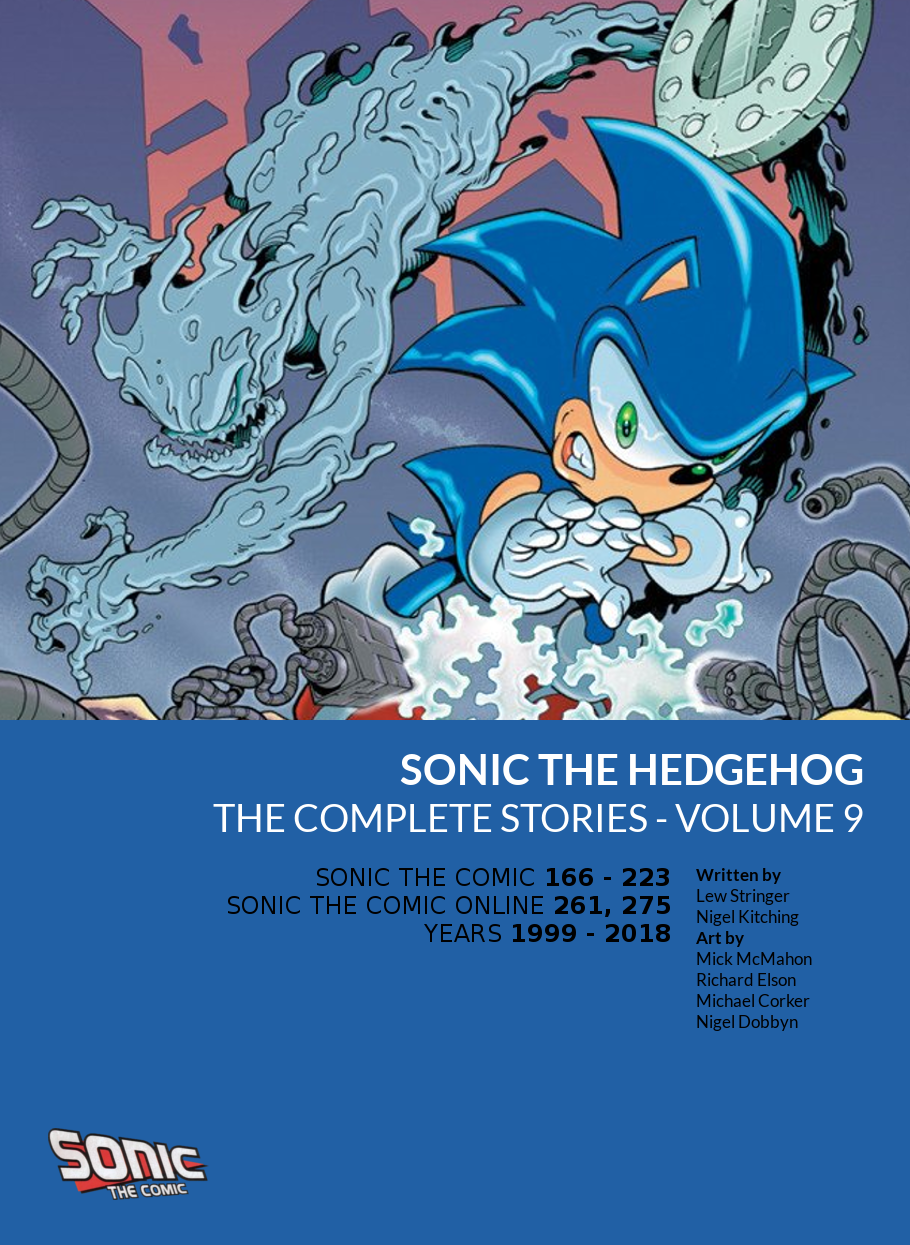 SONIC THE HEDGEHOG
THE COMPLETE STORIES - VOLUME 9
SONIC THE COMIC 166 - 223
SONIC THE COMIC ONLINE 261, 275
YEARS 1999 - 2018
Written by
Lew Stringer
Nigel Kitching
Art by
Mick McMahon
Richard Elson
Michael Corker
Nigel Dobbyn
SONIC
THE COMIC